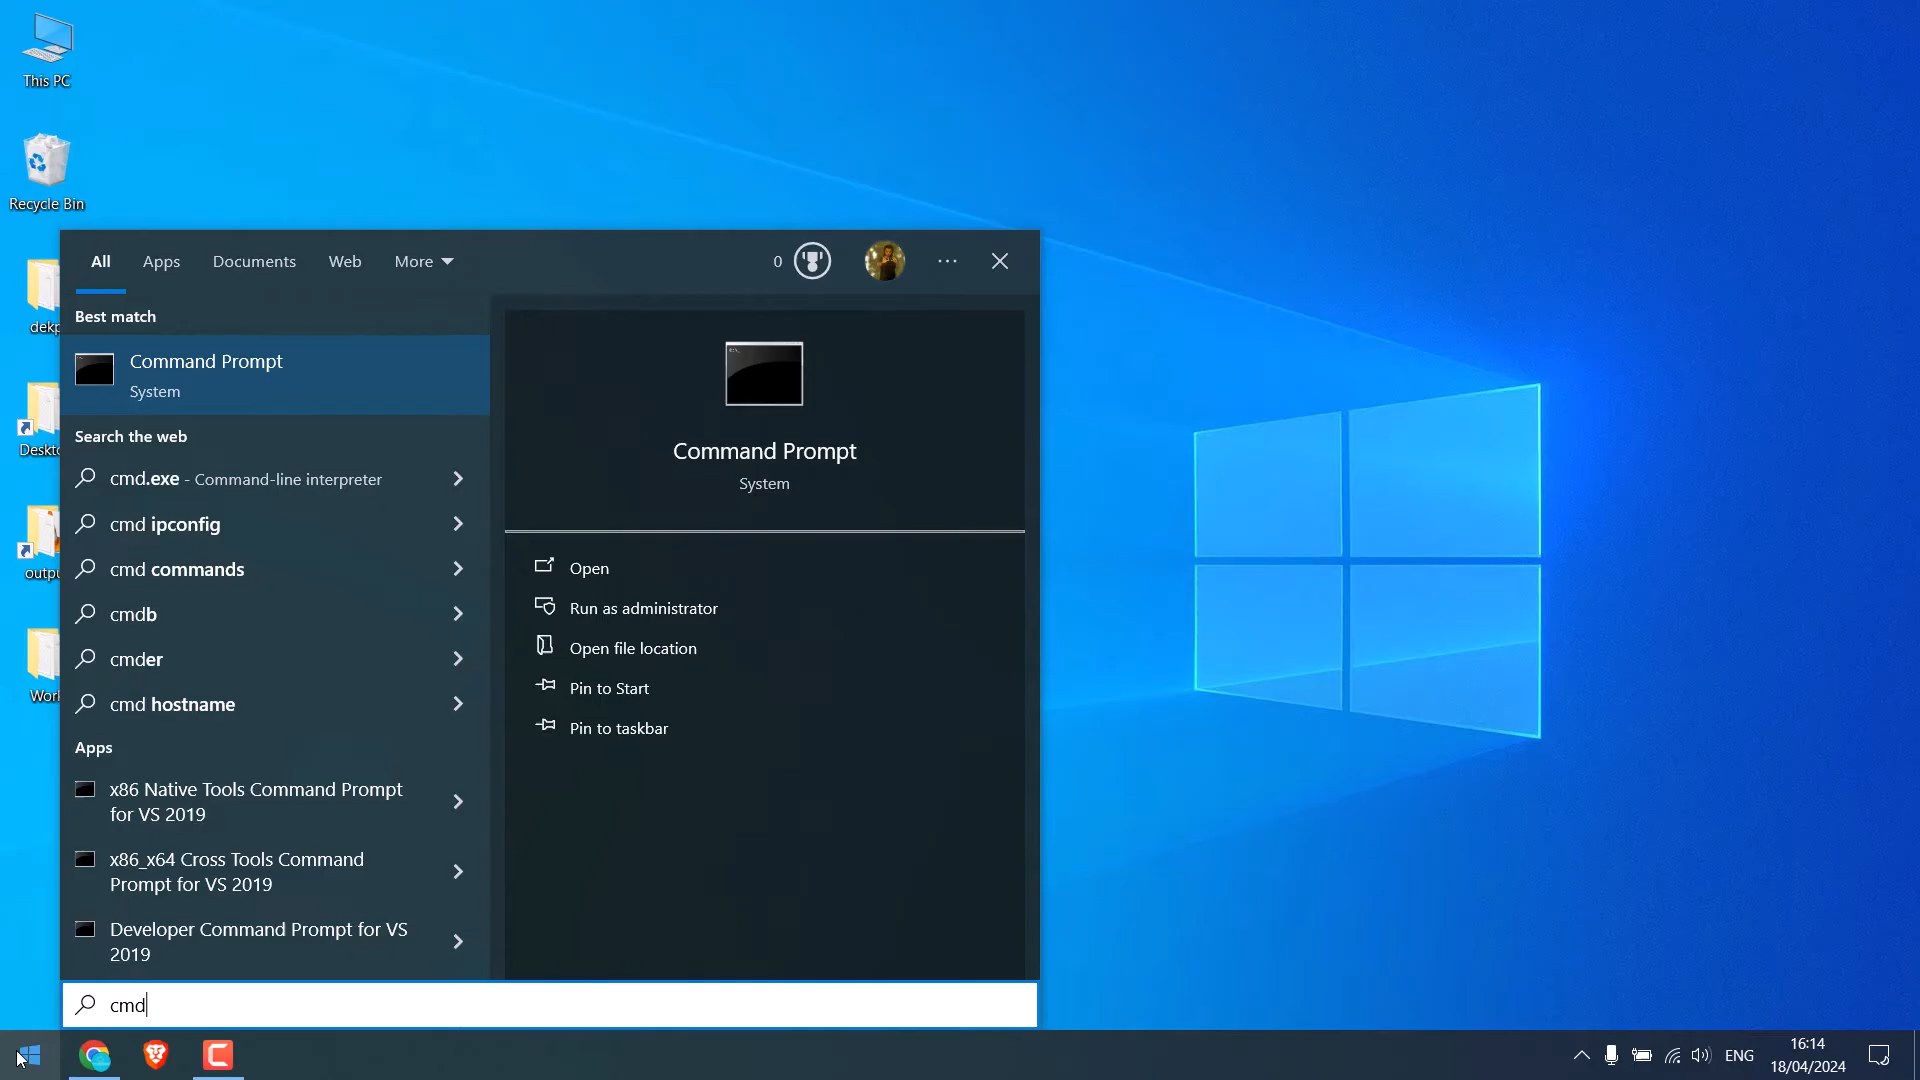 This PC
Recycle Bin
dekp
Deskto
outpu
Work
All
Apps
Documents
Web
More
0
Best match
Command Prompt
System
Search the web
cmd.exe - Command-line interpreter
cmd ipconfig
cmd commands
cmdb
cmder
cmd hostname
Apps
x86 Native Tools Command Prompt
for VS 2019
x86_x64 Cross Tools Command
Prompt for VS 2019
Developer Command Prompt for VS
2019
Command Prompt
System
Open
Run as administrator
Open file location
Pin to Start
Pin to taskbar
cmd
ENG
16:14
18/04/2024